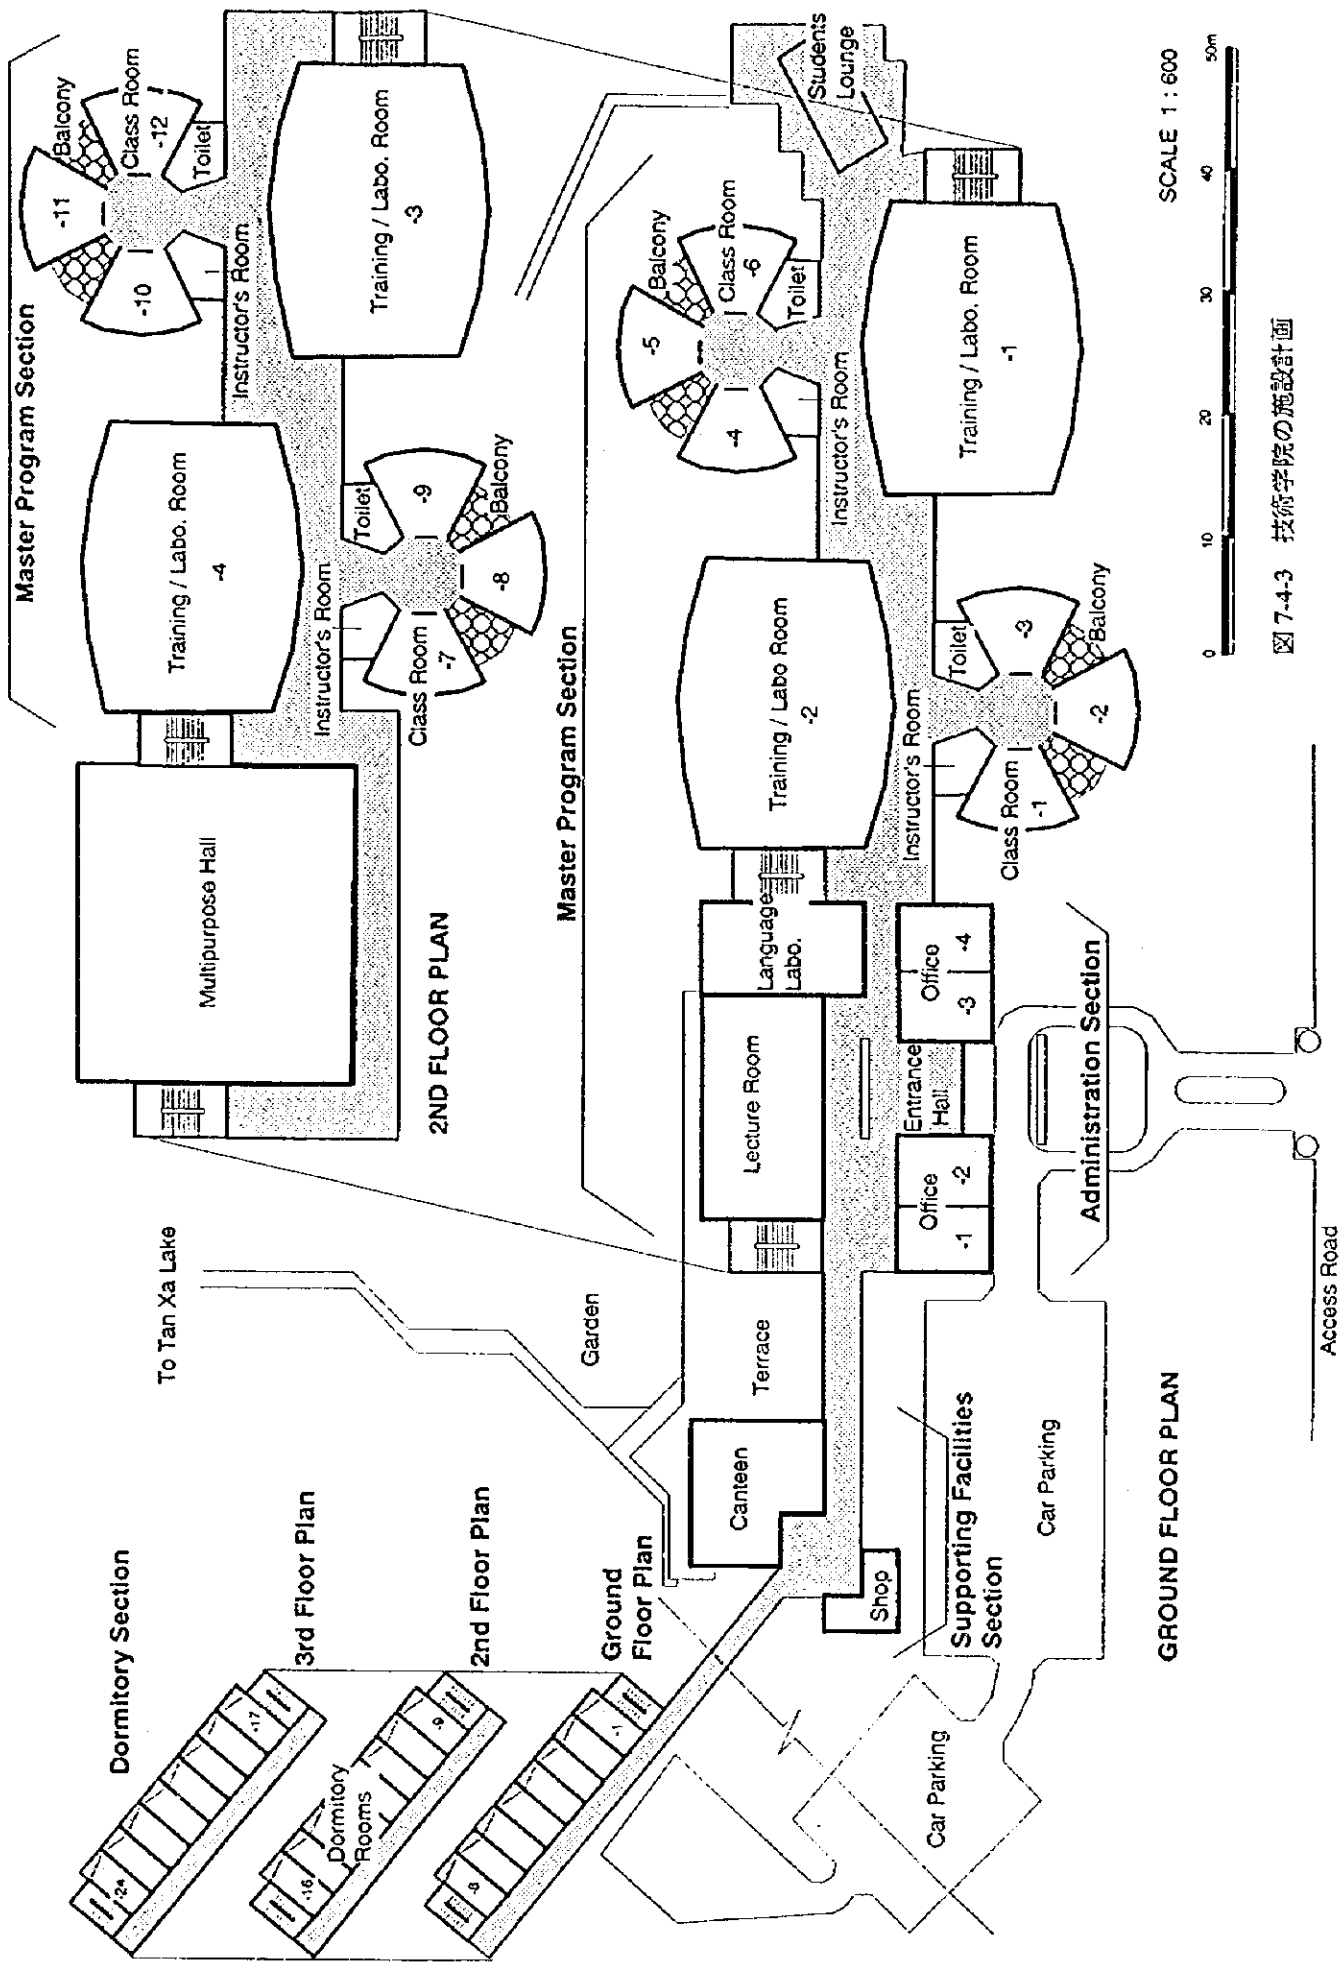 Master Program Section
-11
Balcony
Class Room
-12
-10
Toilet
Instructor's Room
Training / Labo. Room
-3
Training / Labo. Room
-4
Multipurpose Hall
Instructor's Room
Toilet
-9
Class Room
-7
-8
Balcony
2ND FLOOR PLAN
To Tan Xa Lake
Dormitory Section
3rd Floor Plan
-24
-17
2nd Floor Plan
-16
-9
Dormitory
Rooms
Ground
Floor Plan
-8
-1
Master Program Section
-5
Balcony
Class Room
-6
-4
Toilet
Instructor's Room
Students
Lounge
Training / Labo. Room
-1
Training / Labo Room
-2
Language
Labo.
Lecture Room
Garden
Terrace
Canteen
Shop
Instructor's Room
Toilet
-3
Class Room
-1
-2
Balcony
Office
-3
-4
Entrance
Hall
Office
-1
-2
Administration Section
Supporting Facilities
Section
Car Parking
Car Parking
GROUND FLOOR PLAN
Access Road
SCALE 1 : 600
0
10
20
30
40
50m
図 7-4-3 技術学院の施設計画